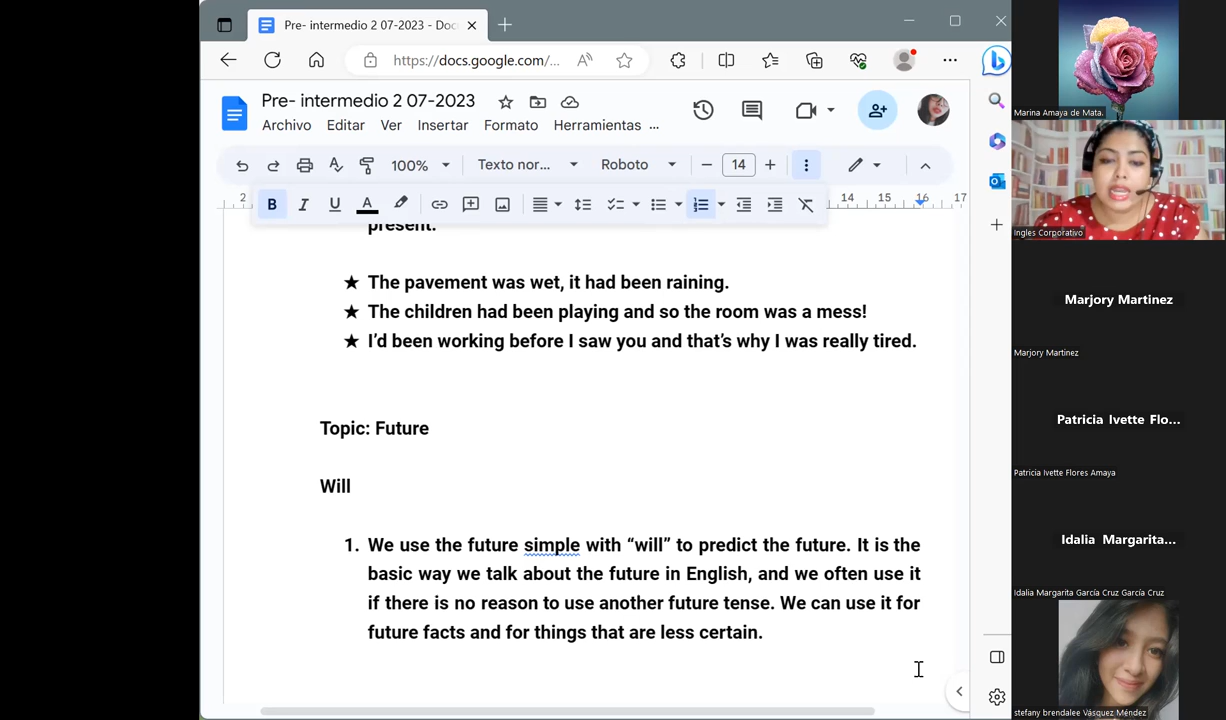 Pre- intermedio 2 07-2023 - Doc
https://docs.google.com/...
Pre- intermedio 2 07-2023
Archivo Editar Ver Insertar Formato Herramientas ...
100% Texto nor... Roboto 14
2 14 15 16 17
present.
★ The pavement was wet, it had been raining.
★ The children had been playing and so the room was a mess!
★ I’d been working before I saw you and that’s why I was really tired.
Topic: Future
Will
1. We use the future simple with “will” to predict the future. It is the
basic way we talk about the future in English, and we often use it
if there is no reason to use another future tense. We can use it for
future facts and for things that are less certain.
Marina Amaya de Mata.
Ingles Corporativo
Marjory Martinez
Marjory Martinez
Patricia Ivette Flo...
Patricia Ivette Flores Amaya
Idalia Margarita...
Idalia Margarita García Cruz García Cruz
stefany brendalee Vásquez Méndez